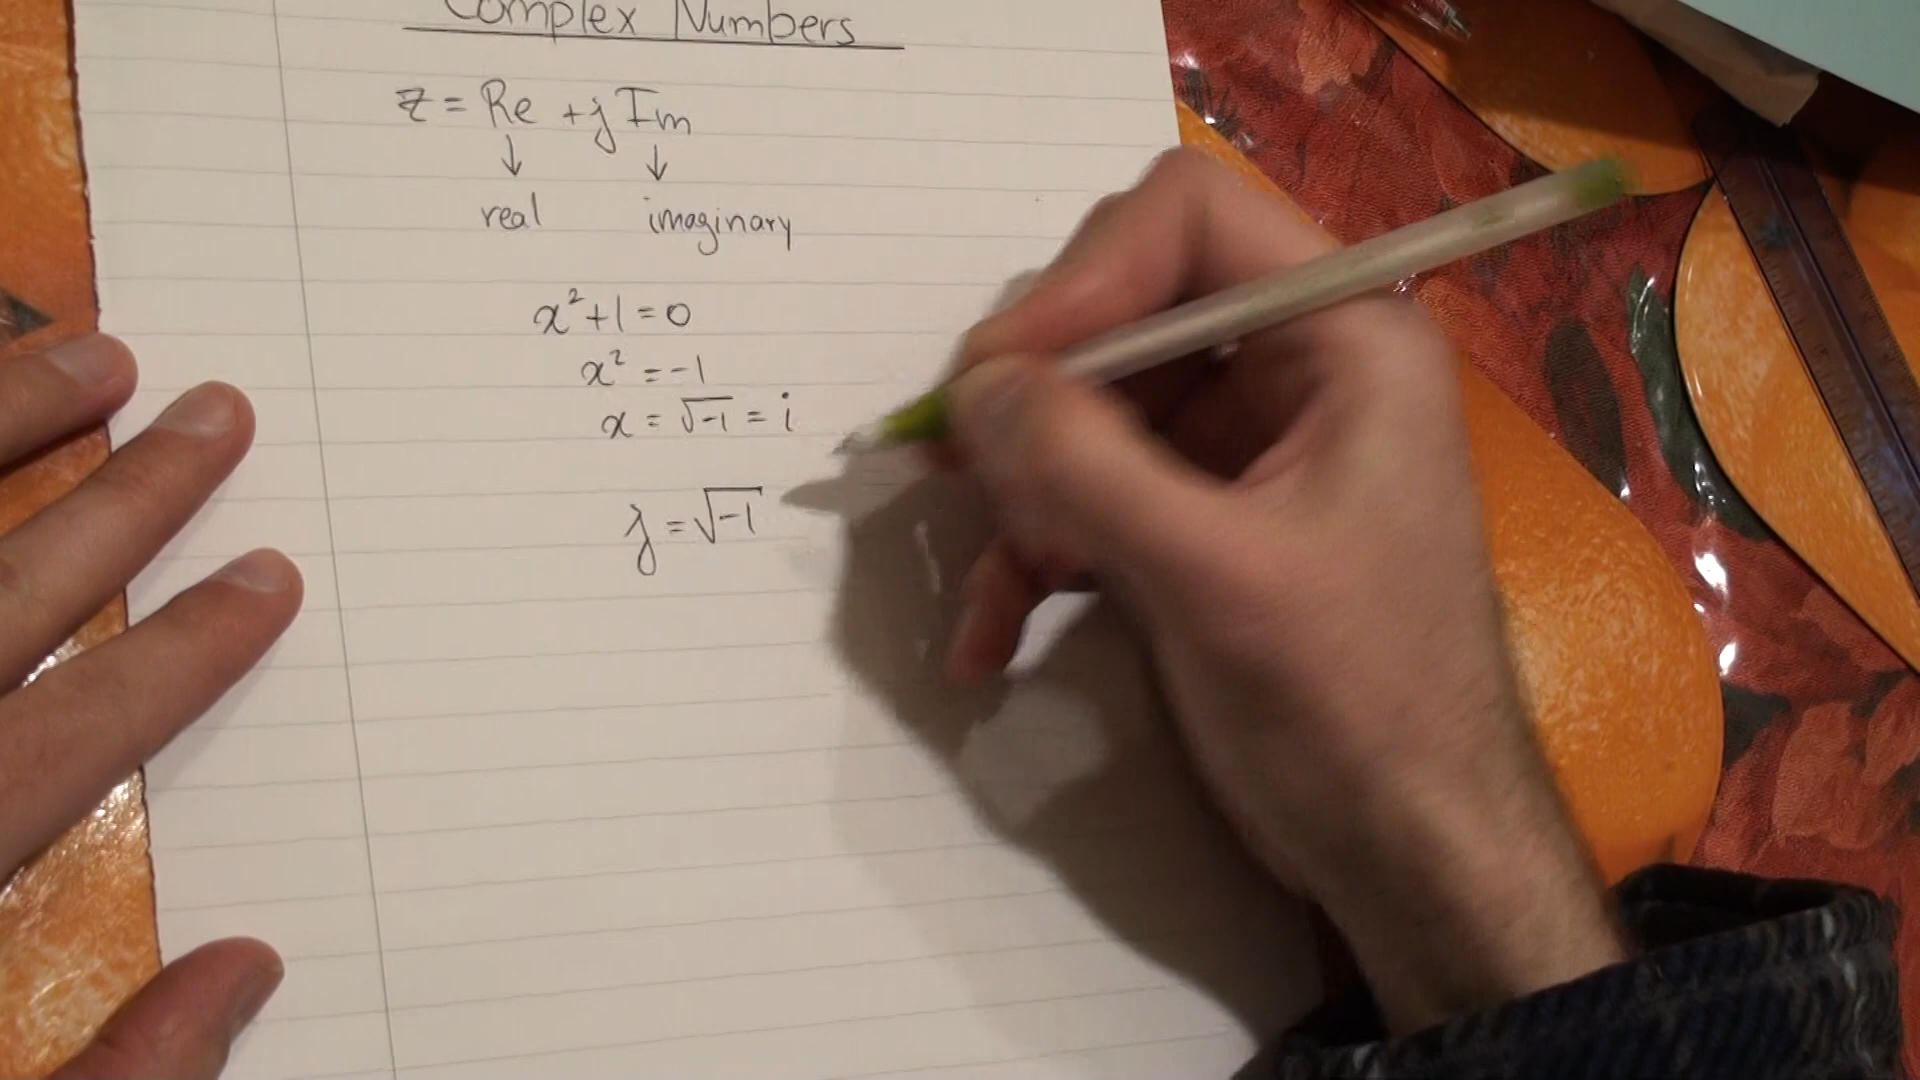 Complex Numbers
z = Re + j Im
↓ ↓
real imaginary
x² + 1 = 0
x² = -1
x = √-1 = i
j = √-1